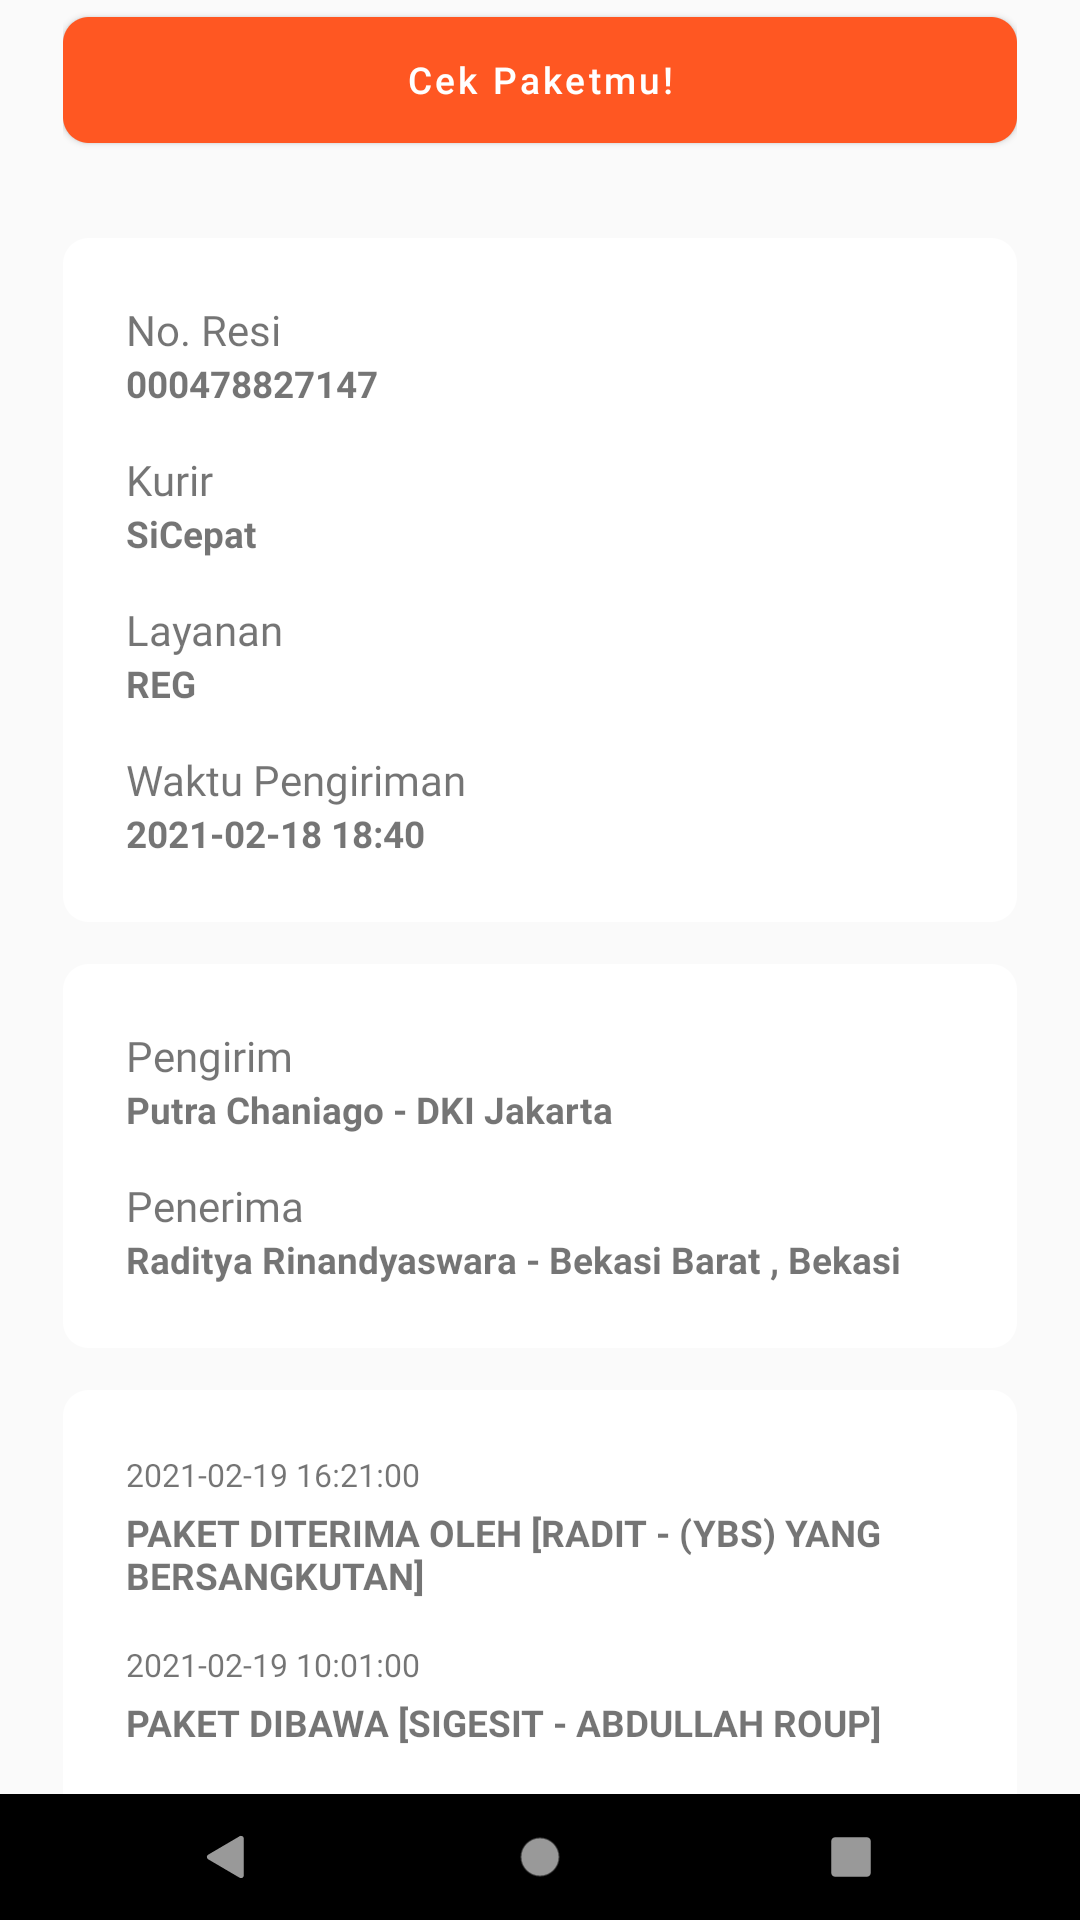 Cek Paketmu!
No. Resi
000478827147
Kurir
SiCepat
Layanan
REG
Waktu Pengiriman
2021-02-18 18:40
Pengirim
Putra Chaniago - DKI Jakarta
Penerima
Raditya Rinandyaswara - Bekasi Barat , Bekasi
2021-02-19 16:21:00
PAKET DITERIMA OLEH [RADIT - (YBS) YANG
BERSANGKUTAN]
2021-02-19 10:01:00
PAKET DIBAWA [SIGESIT - ABDULLAH ROUP]